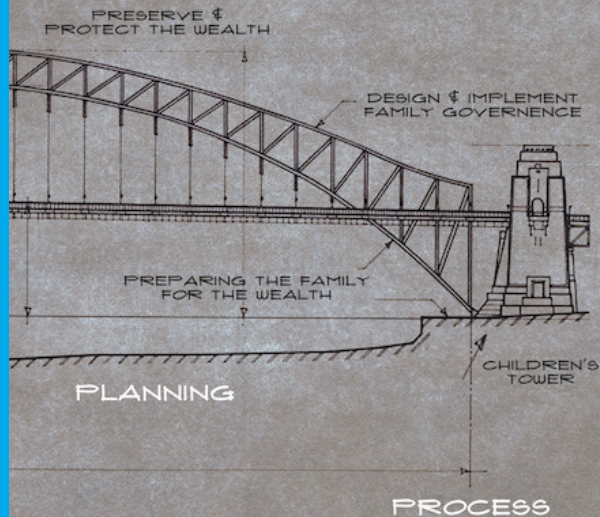 PRESERVE &
PROTECT THE WEALTH
DESIGN & IMPLEMENT
FAMILY GOVERNENCE
PREPARING THE FAMILY
FOR THE WEALTH
CHILDREN'S
TOWER
PLANNING
PROCESS